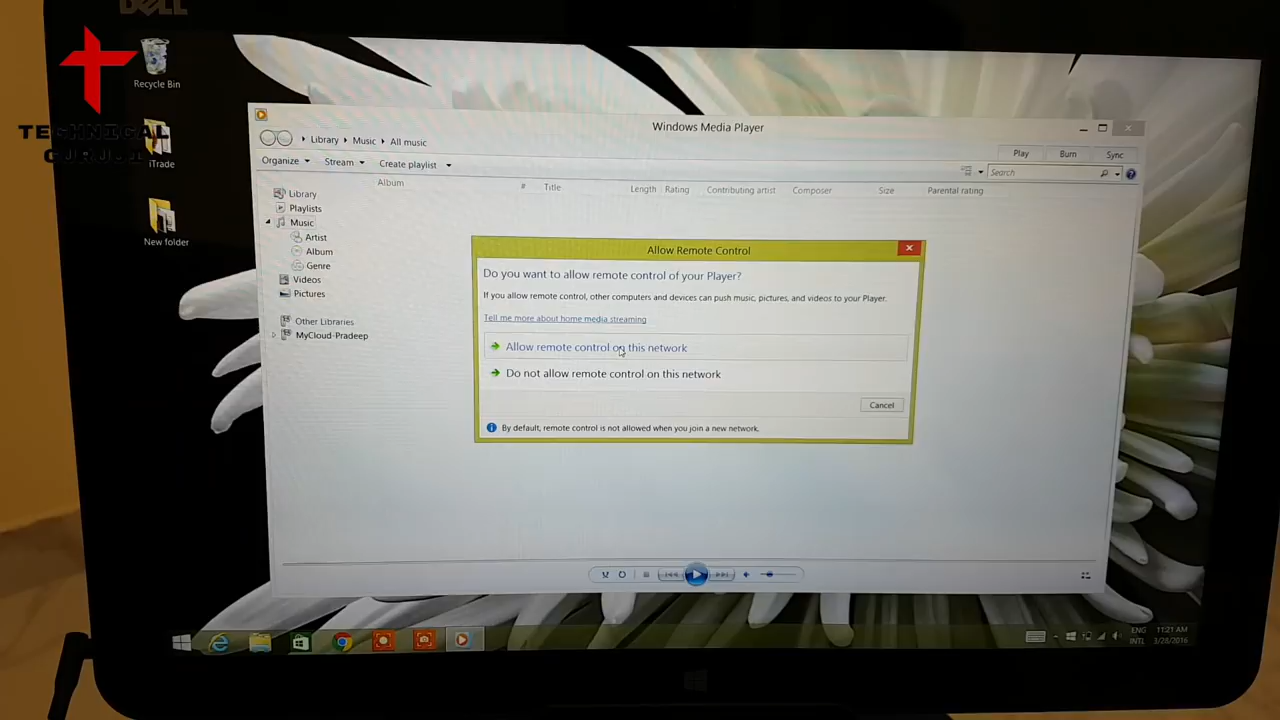 DELL
TECHNICAL
GURUJI
Recycle Bin
iTrade
New folder
Windows Media Player
Library Music All music
Play Burn Sync
Organize Stream Create playlist
Search
Album # Title Length Rating Contributing artist Composer Size Parental rating
Library
Playlists
Music
Artist
Album
Genre
Videos
Pictures
Other Libraries
MyCloud-Pradeep
Allow Remote Control
Do you want to allow remote control of your Player?
If you allow remote control, other computers and devices can push music, pictures, and videos to your Player.
Tell me more about home media streaming
Allow remote control on this network
Do not allow remote control on this network
Cancel
By default, remote control is not allowed when you join a new network.
ENG 11:21 AM
INTL 3/28/2016